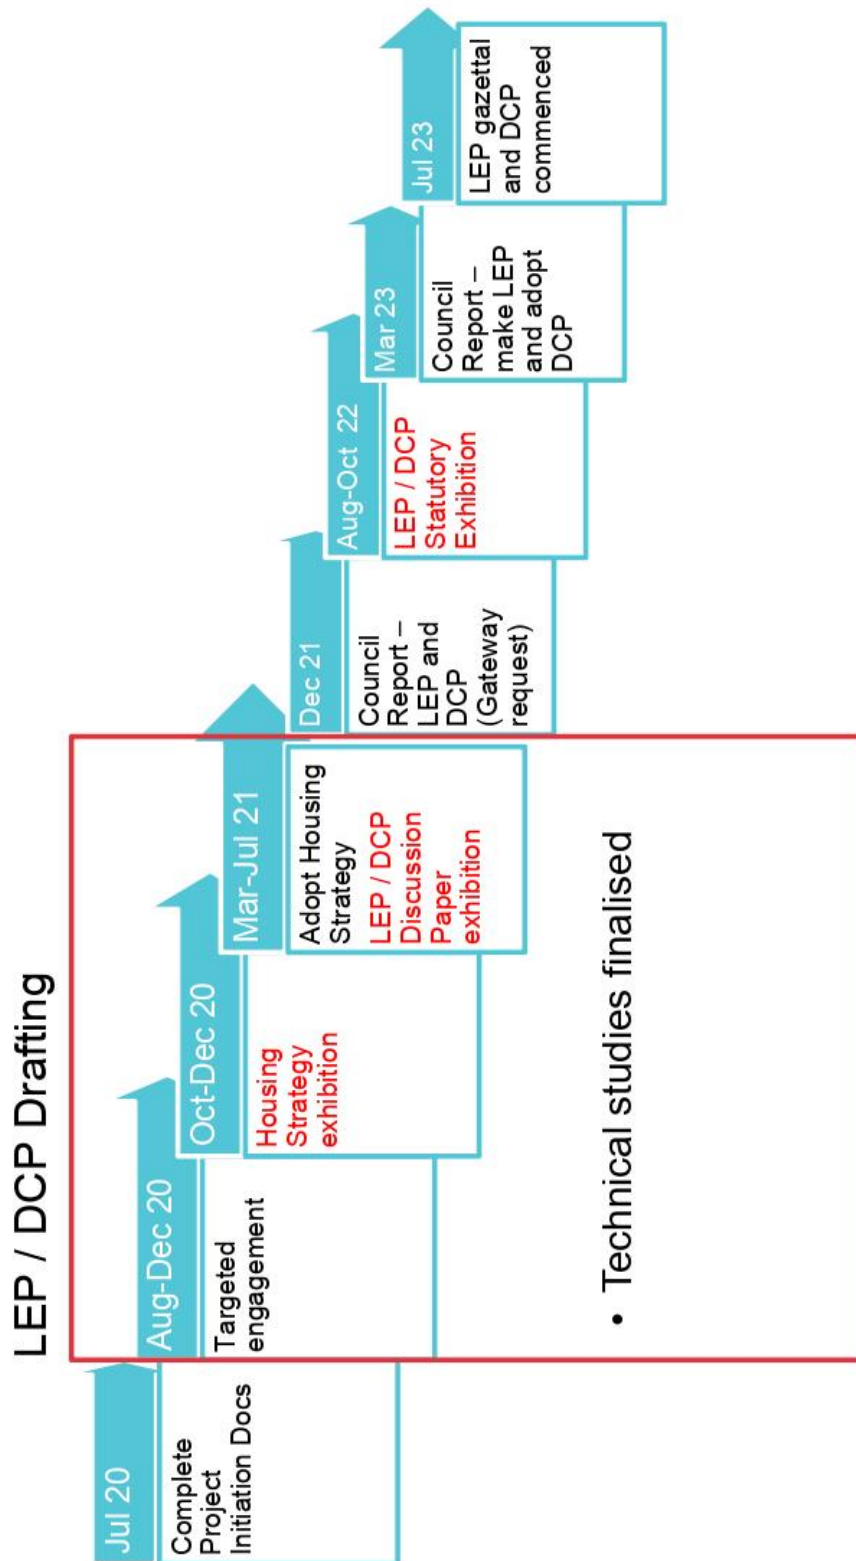 LEP / DCP Drafting
Jul 20
Complete
Project
Initiation Docs
Aug-Dec 20
Targeted
engagement
Oct-Dec 20
Housing
Strategy
exhibition
Mar-Jul 21
Adopt Housing
Strategy
LEP / DCP
Discussion
Paper
exhibition
Dec 21
Council
Report –
LEP and
DCP
(Gateway
request)
Aug-Oct 22
LEP / DCP
Statutory
Exhibition
Mar 23
Council
Report –
make LEP
and adopt
DCP
Jul 23
LEP gazettal
and DCP
commenced
• Technical studies finalised